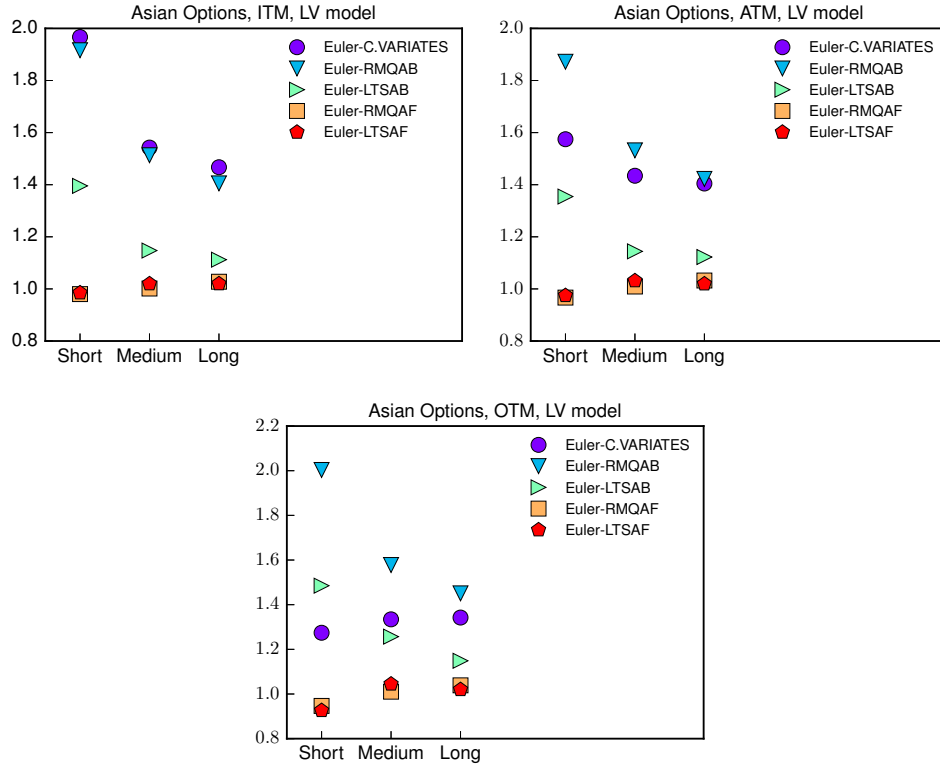 Asian Options, ITM, LV model
2.0
1.8
1.6
1.4
1.2
1.0
0.8
Short Medium Long
Euler-C.VARIATES
Euler-RMQAB
Euler-LTSAB
Euler-RMQAF
Euler-LTSAF
Asian Options, ATM, LV model
2.0
1.8
1.6
1.4
1.2
1.0
0.8
Short Medium Long
Euler-C.VARIATES
Euler-RMQAB
Euler-LTSAB
Euler-RMQAF
Euler-LTSAF
Asian Options, OTM, LV model
2.2
2.0
1.8
1.6
1.4
1.2
1.0
0.8
Short Medium Long
Euler-C.VARIATES
Euler-RMQAB
Euler-LTSAB
Euler-RMQAF
Euler-LTSAF